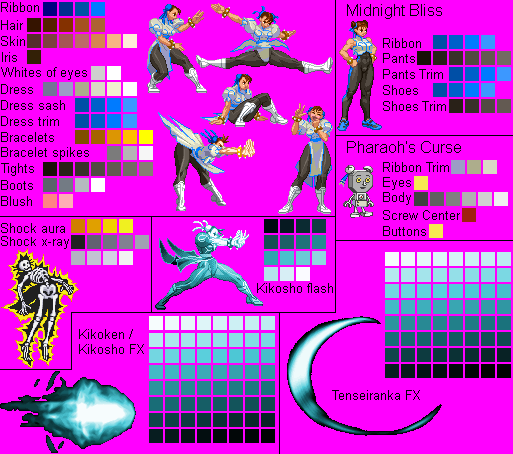 Ribbon
Hair
Skin
Iris
Whites of eyes
Dress
Dress sash
Dress trim
Bracelets
Bracelet spikes
Tights
Boots
Blush
Midnight Bliss
Ribbon
Pants
Pants Trim
Shoes
Shoes Trim
Pharaoh's Curse
Ribbon Trim
Eyes
Body
Screw Center
Buttons
Shock aura
Shock x-ray
Kikosho flash
Kikoken /
Kikosho FX
Tenseiranka FX